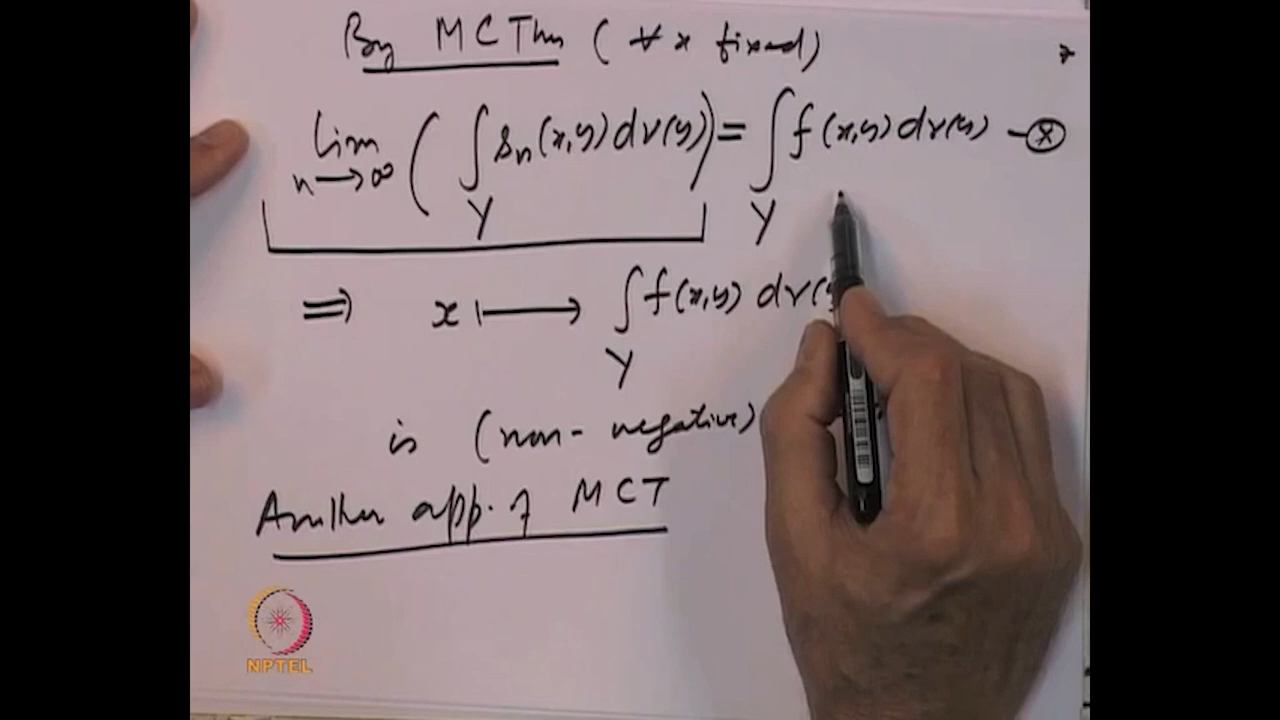 By MCThm (∀ x fixed)
lim n→∞ ( ∫_Y s_n(x,y) dν(y) ) = ∫_Y f(x,y) dν(y) — ⊛
⇒ x ↦ ∫_Y f(x,y) dν(y
is (non-negative)
Another app. of MCT
NPTEL